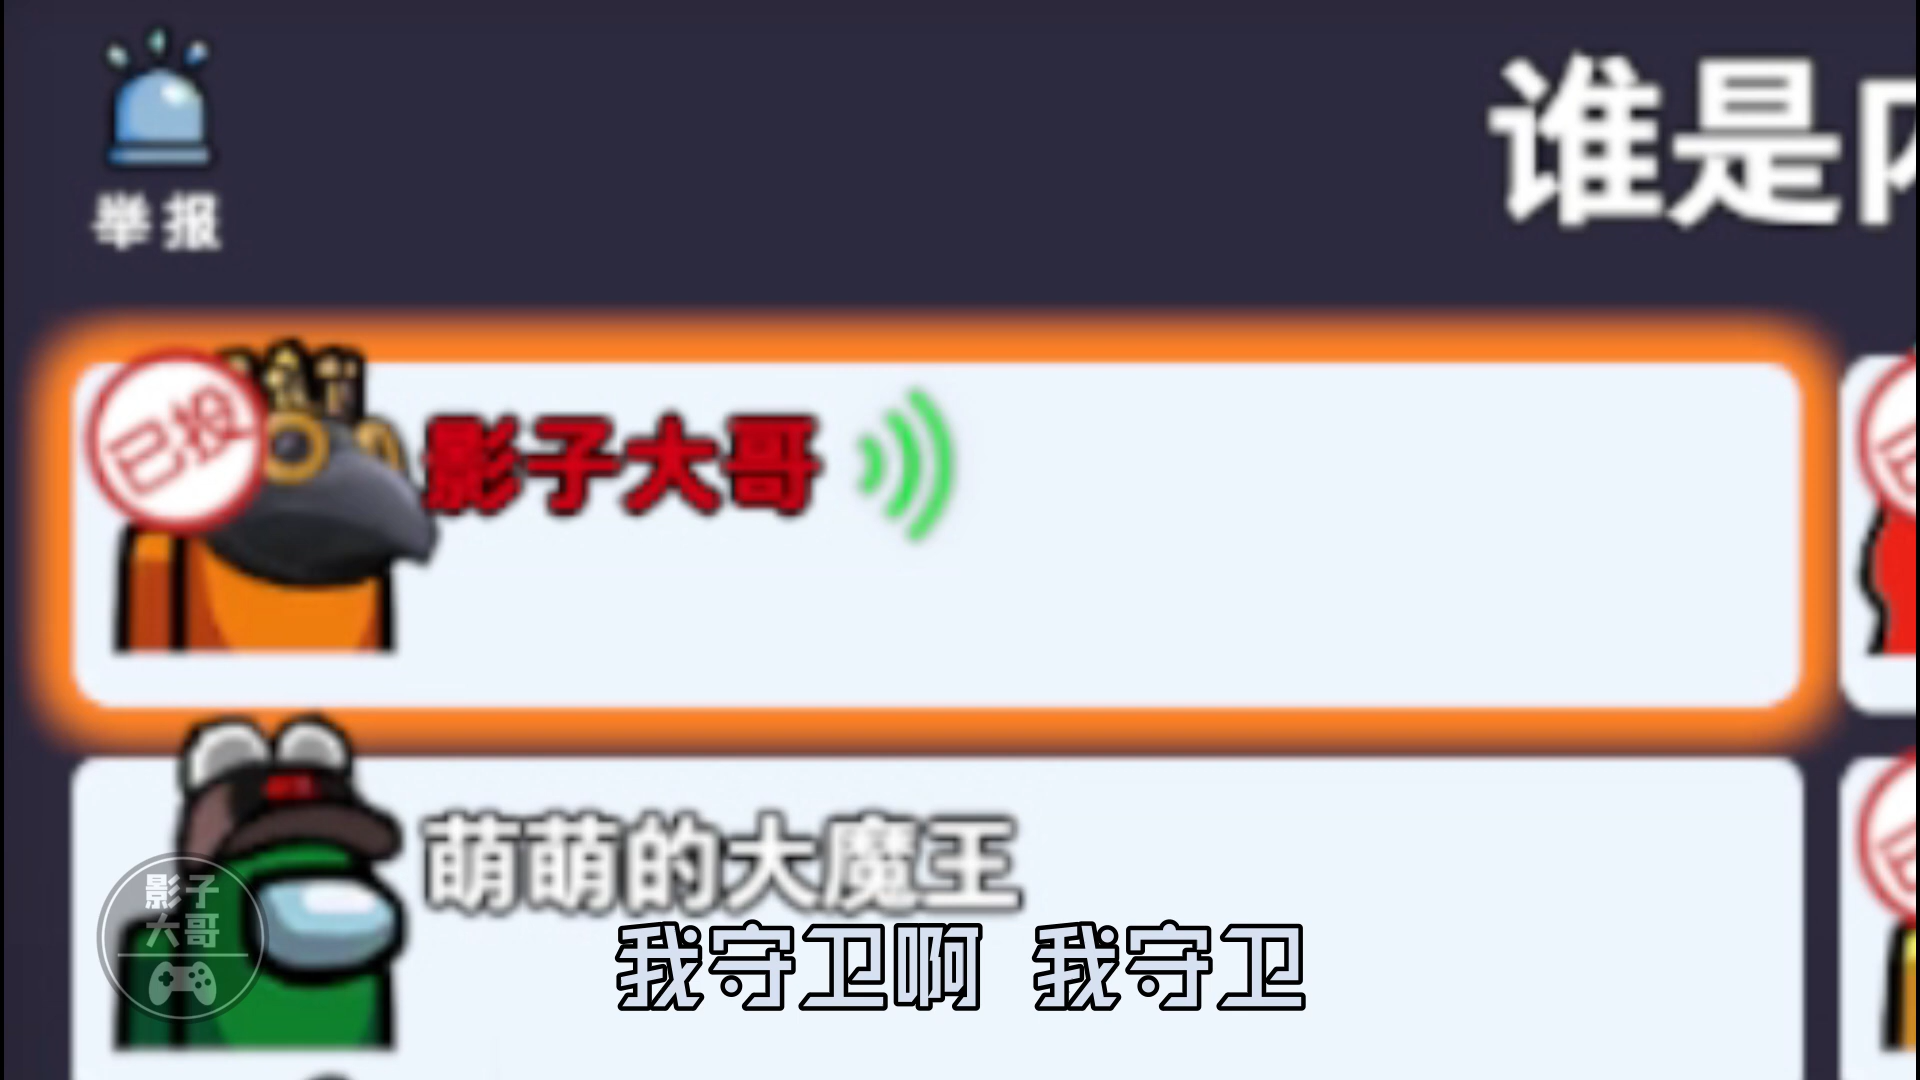 谁是
举报
已投
影子大哥
萌萌的大魔王
影子
大哥
我守卫啊 我守卫